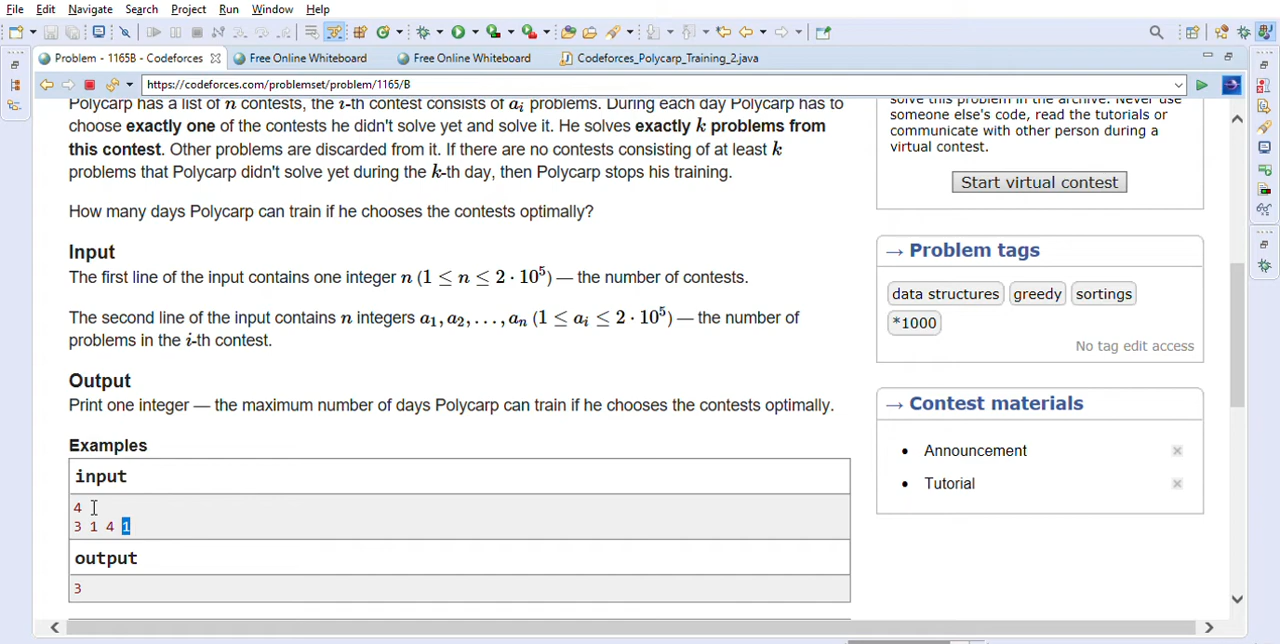 File Edit Navigate Search Project Run Window Help
Problem - 1165B - Codeforces Free Online Whiteboard Free Online Whiteboard Codeforces_Polycarp_Training_2.java
https://codeforces.com/problemset/problem/1165/B
Polycarp has a list of n contests, the i-th contest consists of aᵢ problems. During each day Polycarp has to
choose exactly one of the contests he didn't solve yet and solve it. He solves exactly k problems from
this contest. Other problems are discarded from it. If there are no contests consisting of at least k
problems that Polycarp didn't solve yet during the k-th day, then Polycarp stops his training.
How many days Polycarp can train if he chooses the contests optimally?
Input
The first line of the input contains one integer n (1 ≤ n ≤ 2 · 10⁵) — the number of contests.
The second line of the input contains n integers a₁, a₂, . . . , aₙ (1 ≤ aᵢ ≤ 2 · 10⁵) — the number of
problems in the i-th contest.
Output
Print one integer — the maximum number of days Polycarp can train if he chooses the contests optimally.
Examples
input
4
3 1 4 1
output
3
solve this problem in the archive. Never use
someone else's code, read the tutorials or
communicate with other person during a
virtual contest.
Start virtual contest
→ Problem tags
data structures greedy sortings
*1000
No tag edit access
→ Contest materials
• Announcement
• Tutorial